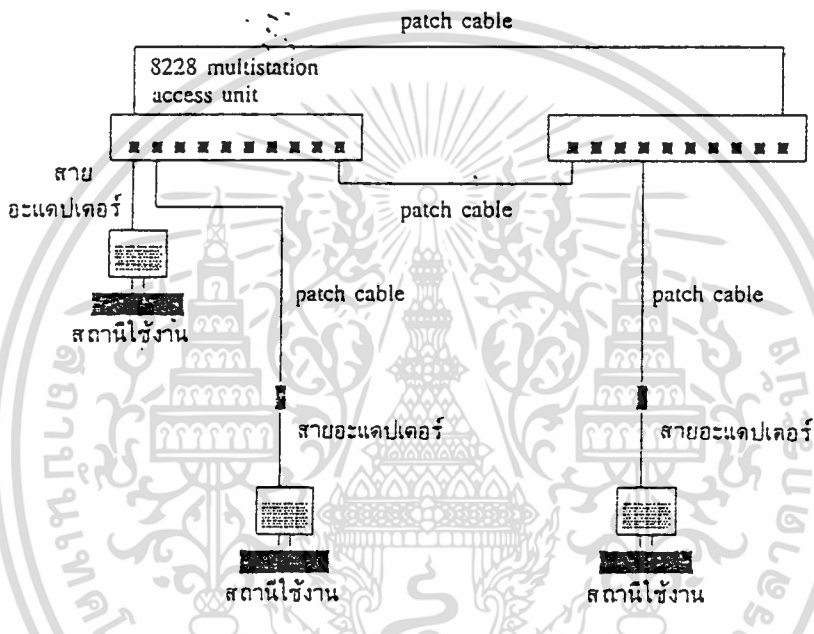 patch cable
8228 multistation
access unit
สาย
อะแดปเตอร์
patch cable
patch cable
patch cable
สถานีใช้งาน
สายอะแดปเตอร์
สายอะแดปเตอร์
สถานีใช้งาน
สถานีใช้งาน